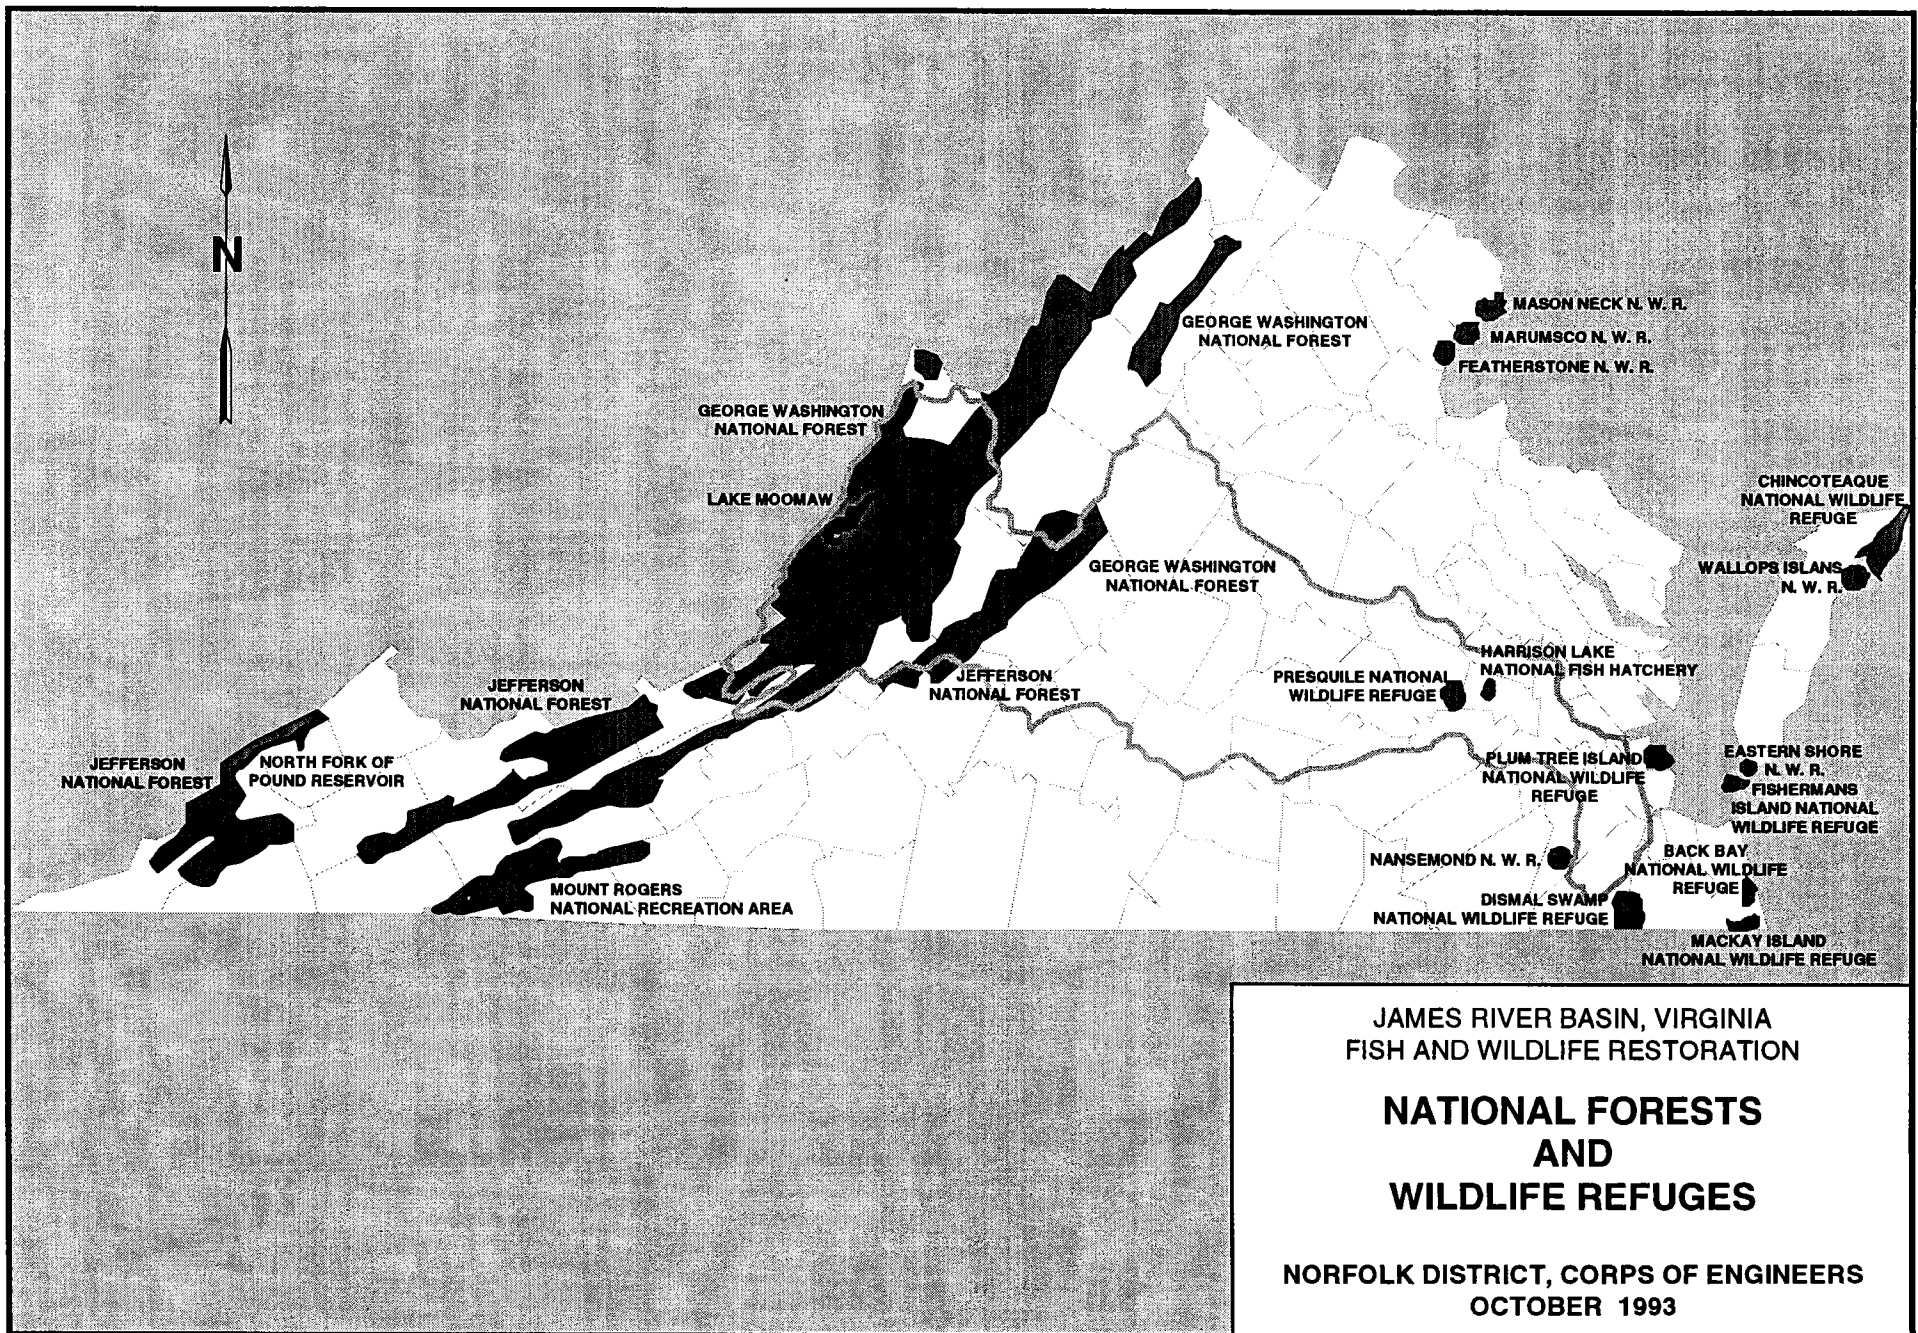 N
GEORGE WASHINGTON
NATIONAL FOREST
MASON NECK N. W. R.
MARUMSCO N. W. R.
FEATHERSTONE N. W. R.
GEORGE WASHINGTON
NATIONAL FOREST
LAKE MOOMAW
CHINCOTEAQUE
NATIONAL WILDLIFE
REFUGE
WALLOPS ISLANS
N. W. R.
GEORGE WASHINGTON
NATIONAL FOREST
HARRISON LAKE
NATIONAL FISH HATCHERY
PRESQUILE NATIONAL
WILDLIFE REFUGE
JEFFERSON
NATIONAL FOREST
JEFFERSON
NATIONAL FOREST
JEFFERSON
NATIONAL FOREST
NORTH FORK OF
POUND RESERVOIR
PLUM TREE ISLAND
NATIONAL WILDLIFE
REFUGE
EASTERN SHORE
N. W. R.
FISHERMANS
ISLAND NATIONAL
WILDLIFE REFUGE
NANSEMOND N. W. R.
BACK BAY
NATIONAL WILDLIFE
REFUGE
MOUNT ROGERS
NATIONAL RECREATION AREA
DISMAL SWAMP
NATIONAL WILDLIFE REFUGE
MACKAY ISLAND
NATIONAL WILDLIFE REFUGE
JAMES RIVER BASIN, VIRGINIA
FISH AND WILDLIFE RESTORATION
NATIONAL FORESTS
AND
WILDLIFE REFUGES
NORFOLK DISTRICT, CORPS OF ENGINEERS
OCTOBER 1993